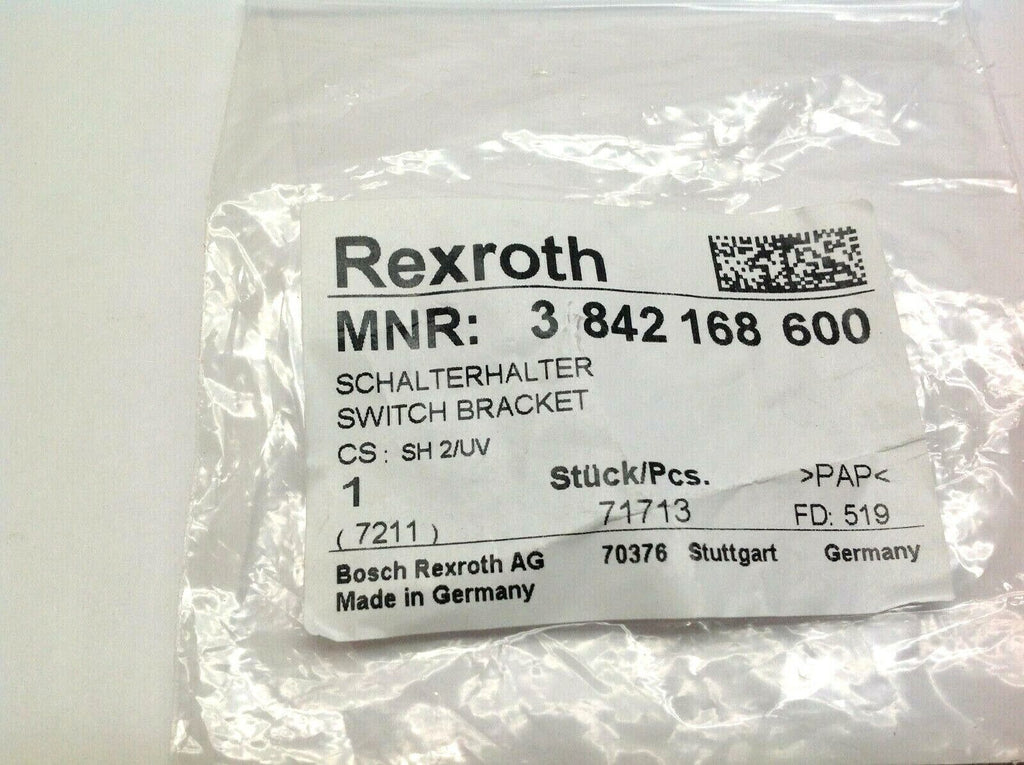 Rexroth
MNR: 3 842 168 600
SCHALTERHALTER
SWITCH BRACKET
CS : SH 2/UV
1 Stück/Pcs. >PAP<
( 7211 ) 71713 FD: 519
Bosch Rexroth AG 70376 Stuttgart Germany
Made in Germany